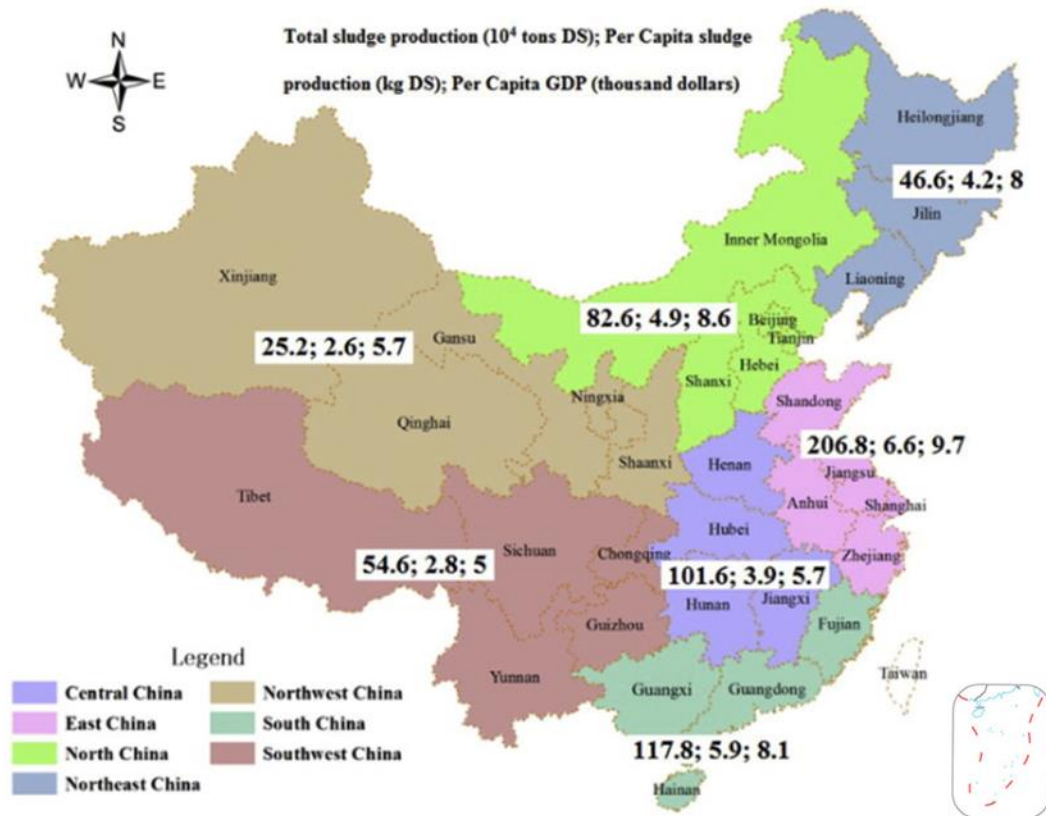 N
W E
S
Total sludge production (10⁴ tons DS); Per Capita sludge
production (kg DS); Per Capita GDP (thousand dollars)
Heilongjiang
46.6; 4.2; 8
Jilin
Inner Mongolia
Liaoning
Xinjiang
82.6; 4.9; 8.6
Beijing
Tianjin
25.2; 2.6; 5.7
Gansu
Hebei
Shanxi
Ningxia
Shandong
Qinghai
206.8; 6.6; 9.7
Shaanxi
Henan
Jiangsu
Tibet
Anhui
Shanghai
Hubei
Sichuan
Chongqing
Zhejiang
54.6; 2.8; 5
101.6; 3.9; 5.7
Hunan
Jiangxi
Guizhou
Fujian
Yunnan
Taiwan
Guangxi
Guangdong
117.8; 5.9; 8.1
Hainan
Legend
Central China
Northwest China
East China
South China
North China
Southwest China
Northeast China